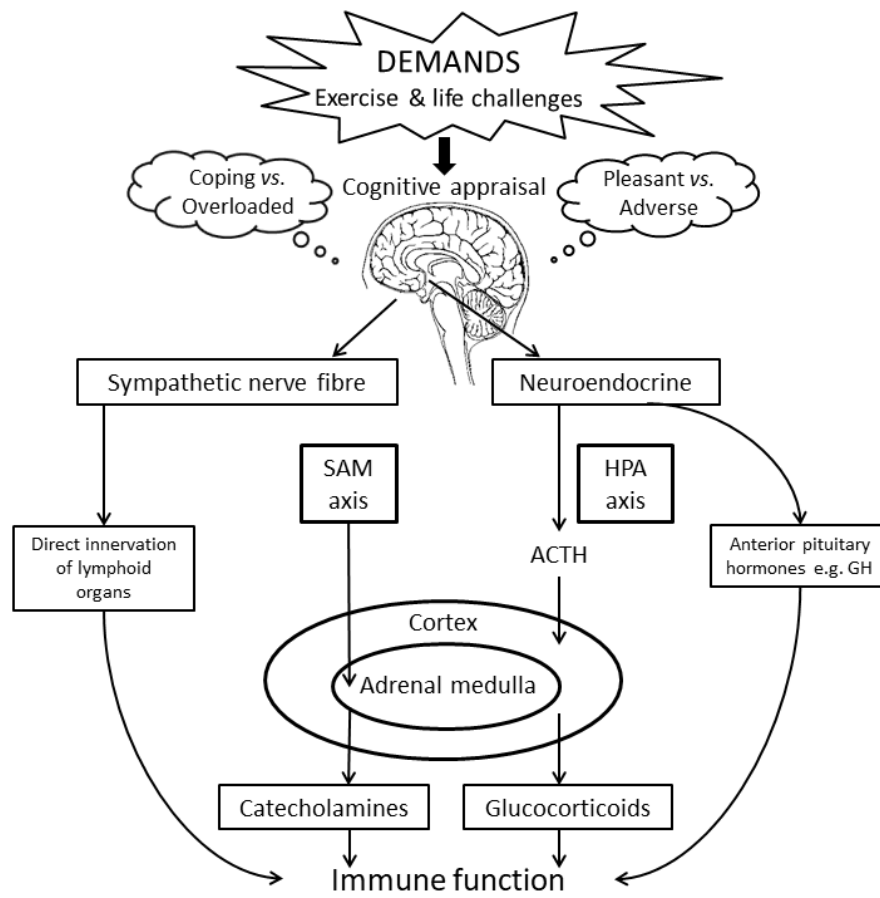 DEMANDS
Exercise & life challenges
Coping vs.
Overloaded
Cognitive appraisal
Pleasant vs.
Adverse
Sympathetic nerve fibre
Neuroendocrine
SAM
axis
HPA
axis
Direct innervation
of lymphoid
organs
ACTH
Anterior pituitary
hormones e.g. GH
Cortex
Adrenal medulla
Catecholamines
Glucocorticoids
Immune function